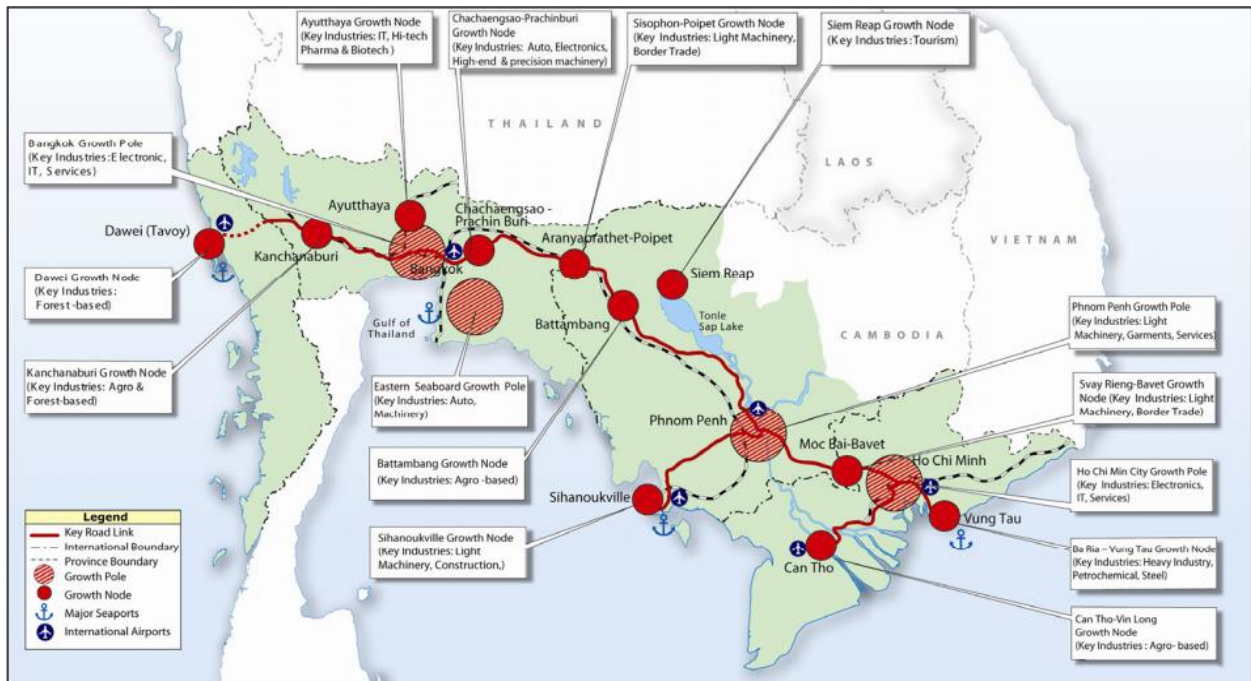 Ayutthaya Growth Node
(Key Industries: IT, Hi-tech
Pharma & Biotech )
Chachaengsao-Prachinburi
Growth Node
(Key Industries: Auto, Electronics,
High-end & precision machinery)
Sisophon-Poipet Growth Node
(Key Industries: Light Machinery,
Border Trade)
Siem Reap Growth Node
(Key Industries: Tourism)
THAILAND
LAOS
VIETNAM
CAMBODIA
Bangkok Growth Pole
(Key Industries:Electronic,
IT, Services)
Ayutthaya
Chachaengsao -
Prachin Buri
Dawei (Tavoy)
Kanchanaburi
Bangkok
Aranyaprathet-Poipet
Siem Reap
Battambang
Tonle
Sap Lake
Gulf of
Thailand
Dawei Growth Node
(Key Industries:
Forest-based)
Phnom Penh Growth Pole
(Key Industries: Light
Machinery, Garments, Services)
Kanchanaburi Growth Node
(Key Industries: Agro &
Forest-based)
Eastern Seaboard Growth Pole
(Key Industries: Auto,
Machinery)
Svay Rieng-Bavet Growth
Node (Key Industries: Light
Machinery, Border Trade)
Phnom Penh
Moc Bai-Bavet
Ho Chi Minh
Battambang Growth Node
(Key Industries: Agro -based)
Ho Chi Min City Growth Pole
(Key Industries: Electronics,
IT, Services)
Sihanoukville
Vung Tau
Can Tho
Sihanoukville Growth Node
(Key Industries: Light
Machinery, Construction,)
Ba Ria – Vung Tau Growth Node
(Key Industries: Heavy Industry,
Petrochemical, Steel)
Can Tho-Vin Long
Growth Node
(Key Industries: Agro- based)
Legend
Key Road Link
International Boundary
Province Boundary
Growth Pole
Growth Node
Major Seaports
International Airports